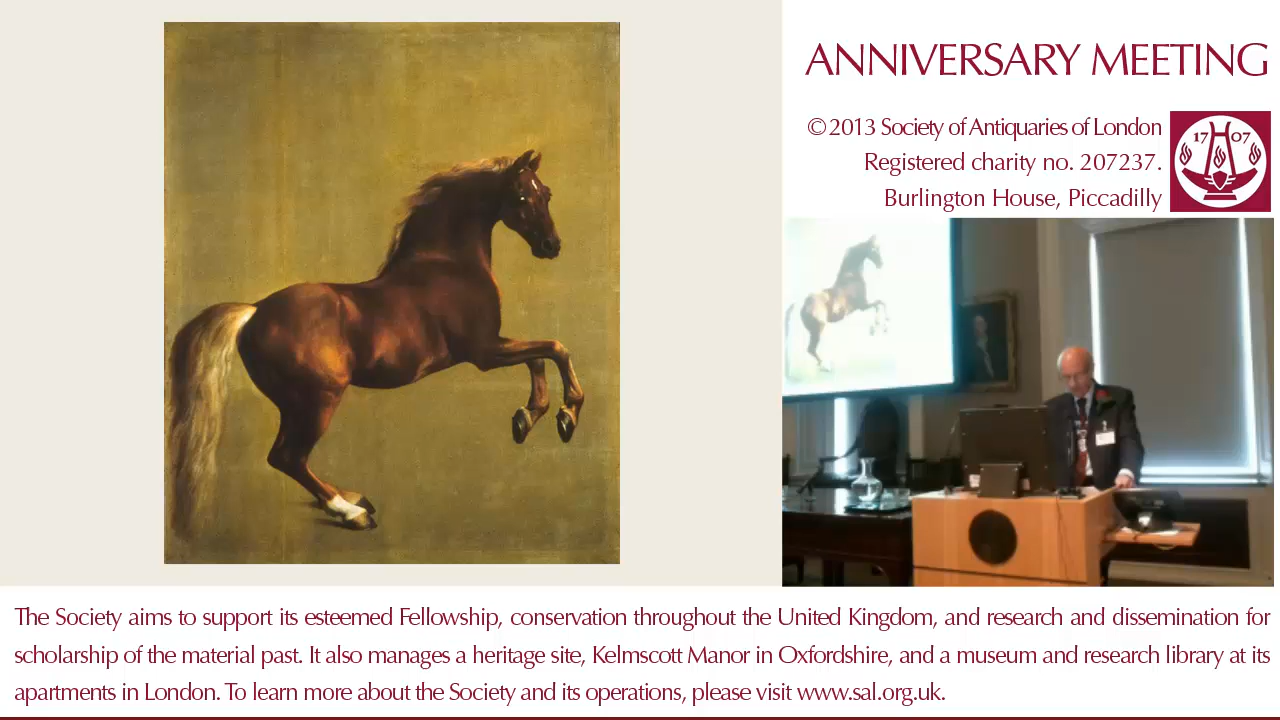 ANNIVERSARY MEETING
© 2013 Society of Antiquaries of London
Registered charity no. 207237.
Burlington House, Piccadilly
1707
The Society aims to support its esteemed Fellowship, conservation throughout the United Kingdom, and research and dissemination for
scholarship of the material past. It also manages a heritage site, Kelmscott Manor in Oxfordshire, and a museum and research library at its
apartments in London. To learn more about the Society and its operations, please visit www.sal.org.uk.